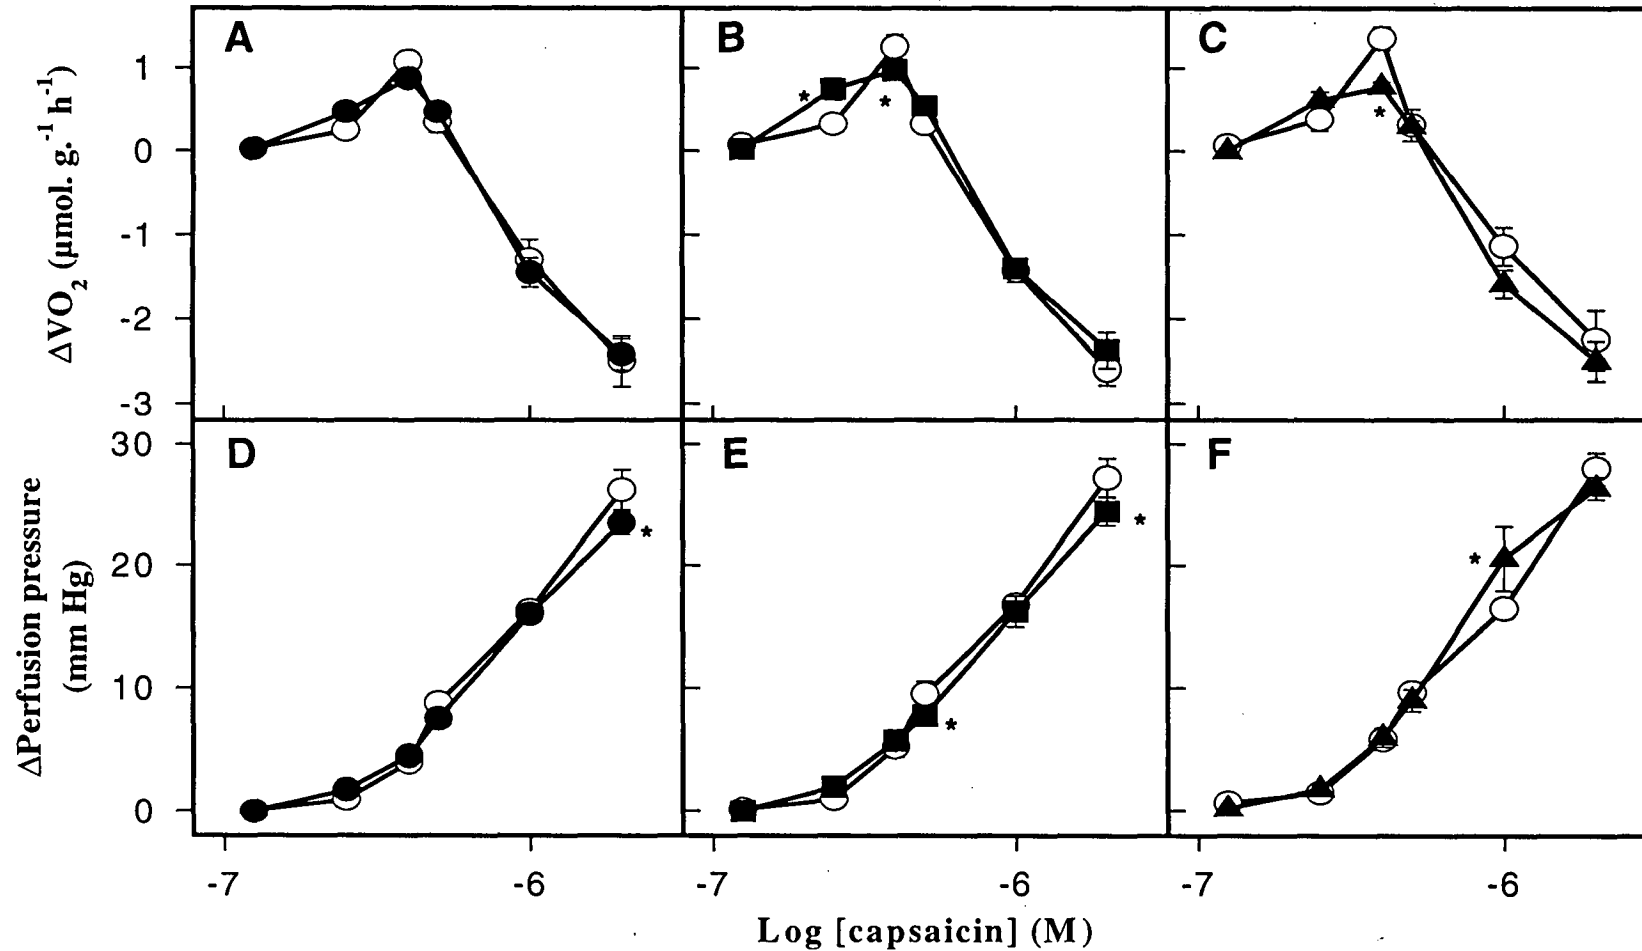 A B C
1
0
-1
-2
-3
ΔVO2 (μmol. g.-1 h-1)
* * *
D E F
30
20
10
0
ΔPerfusion pressure
(mm Hg)
* * * *
-7 -6 -7 -6 -7 -6
Log [capsaicin] (M)